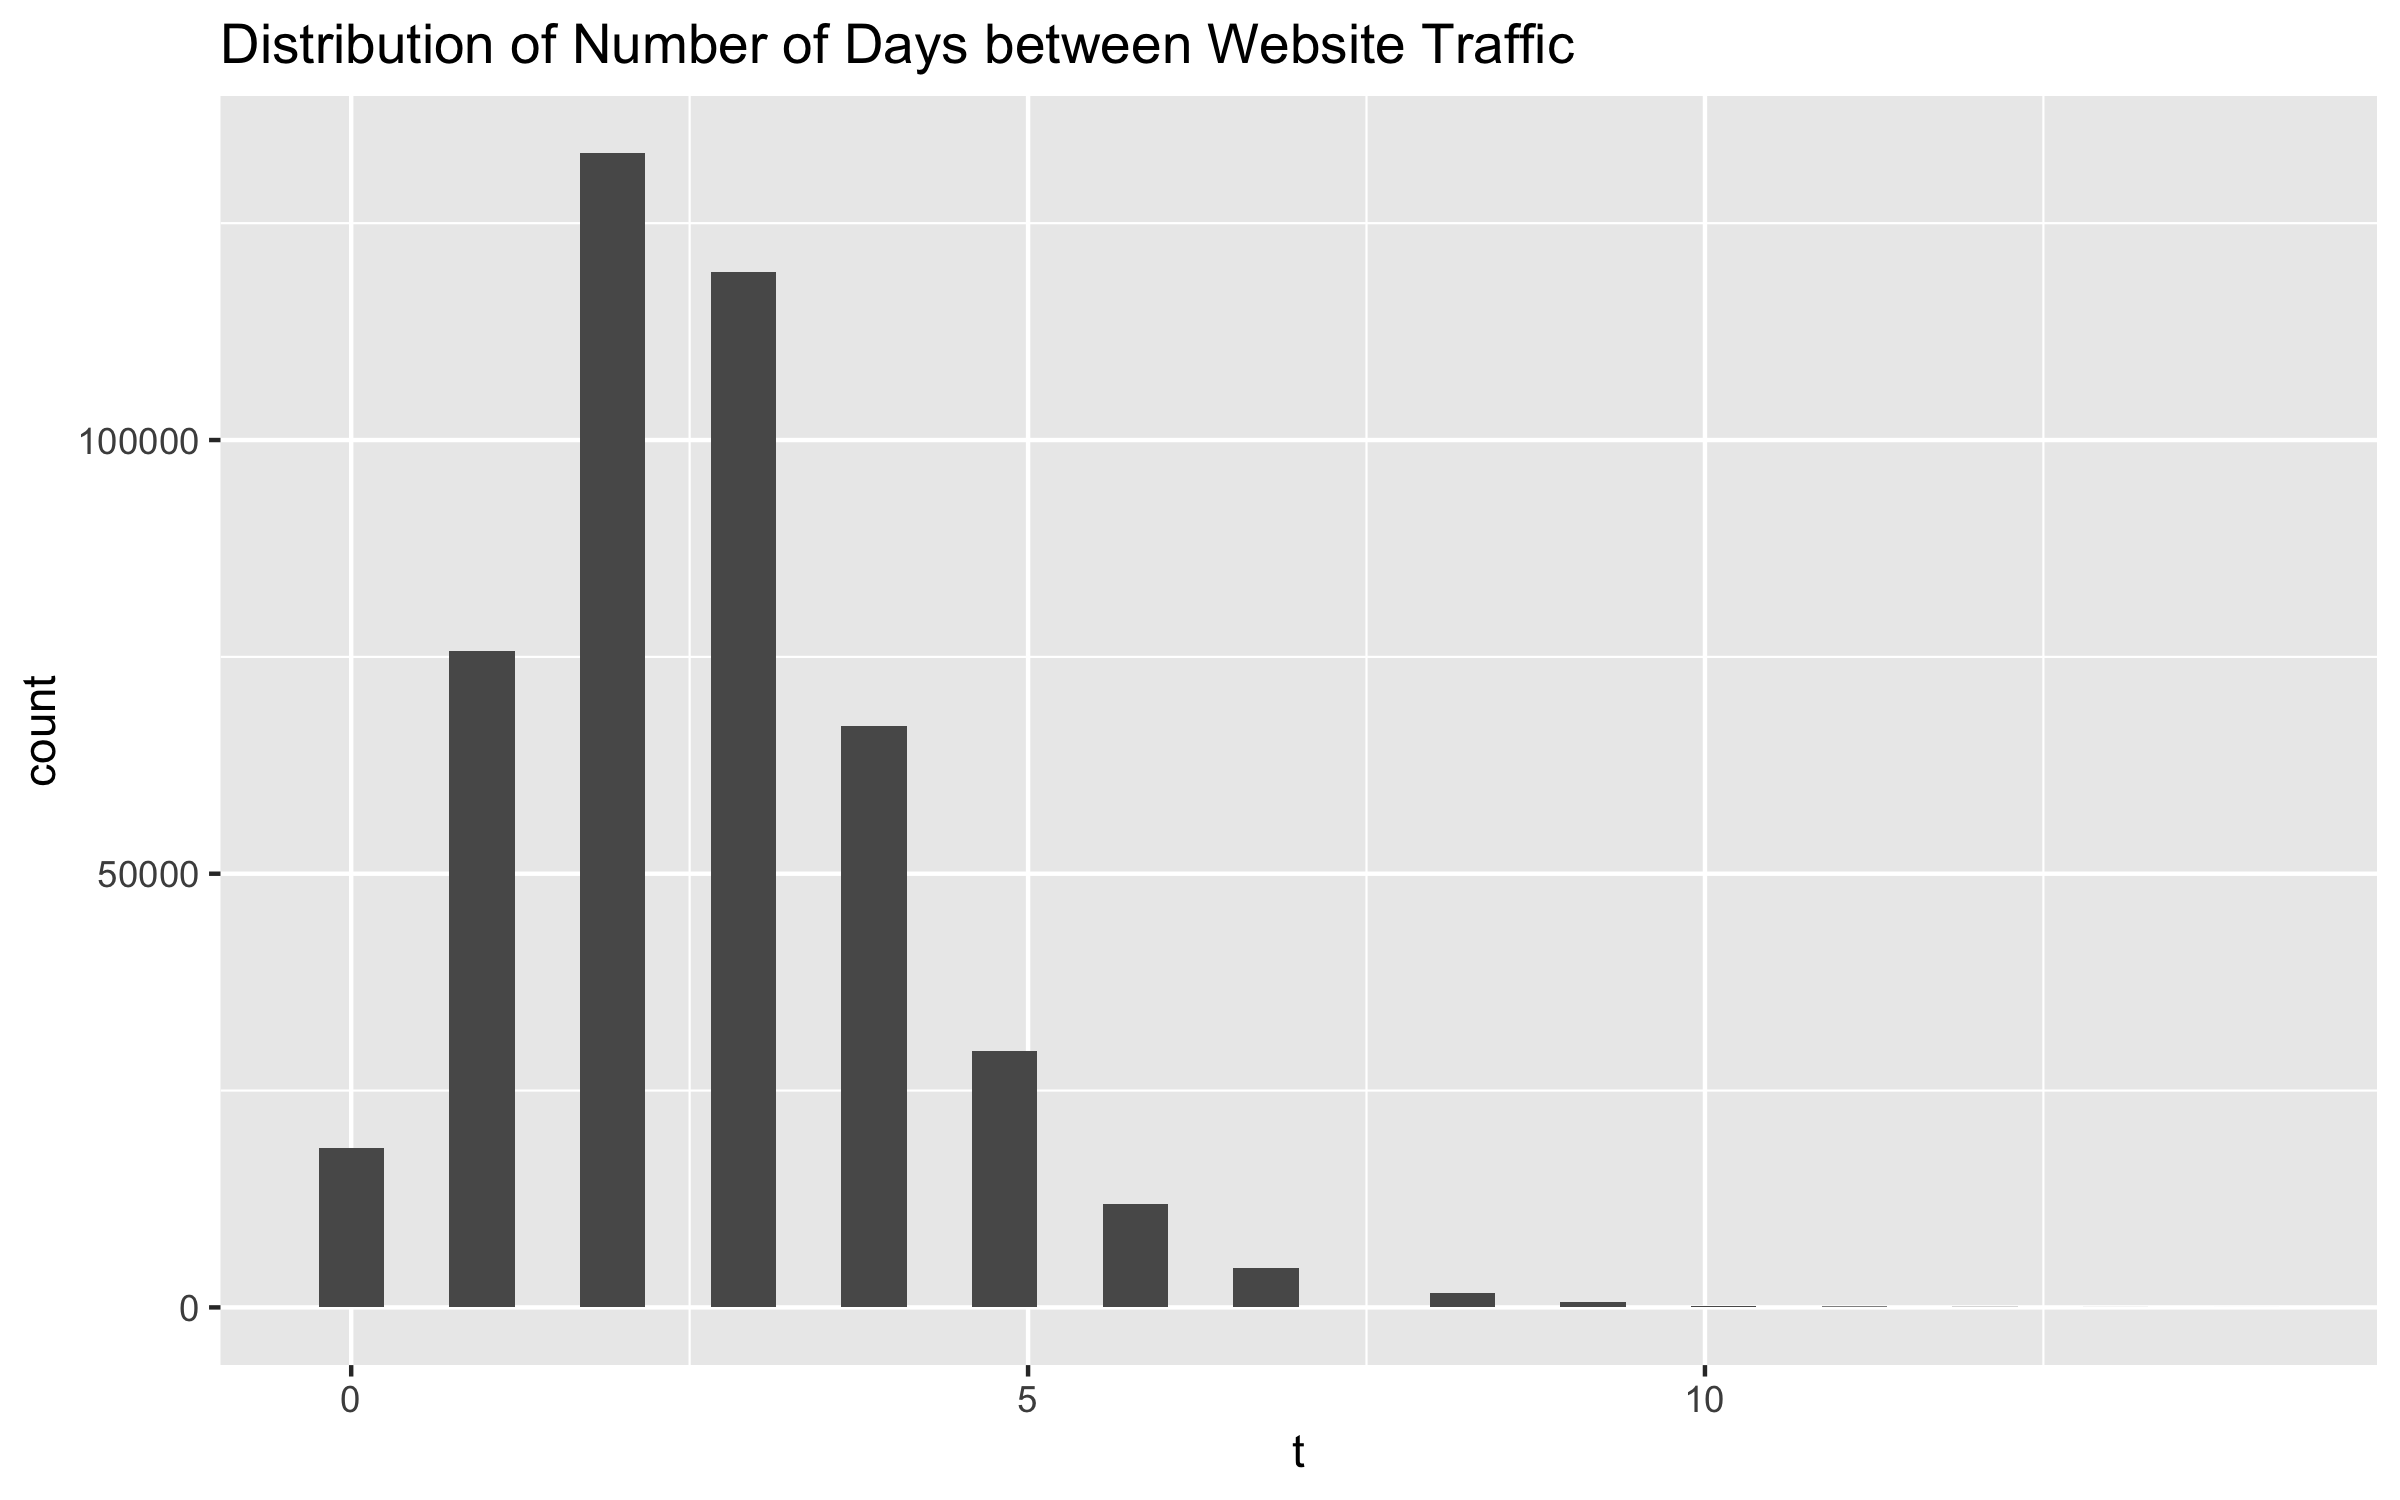 Distribution of Number of Days between Website Traffic
count
100000
50000
0
0 5 10
t